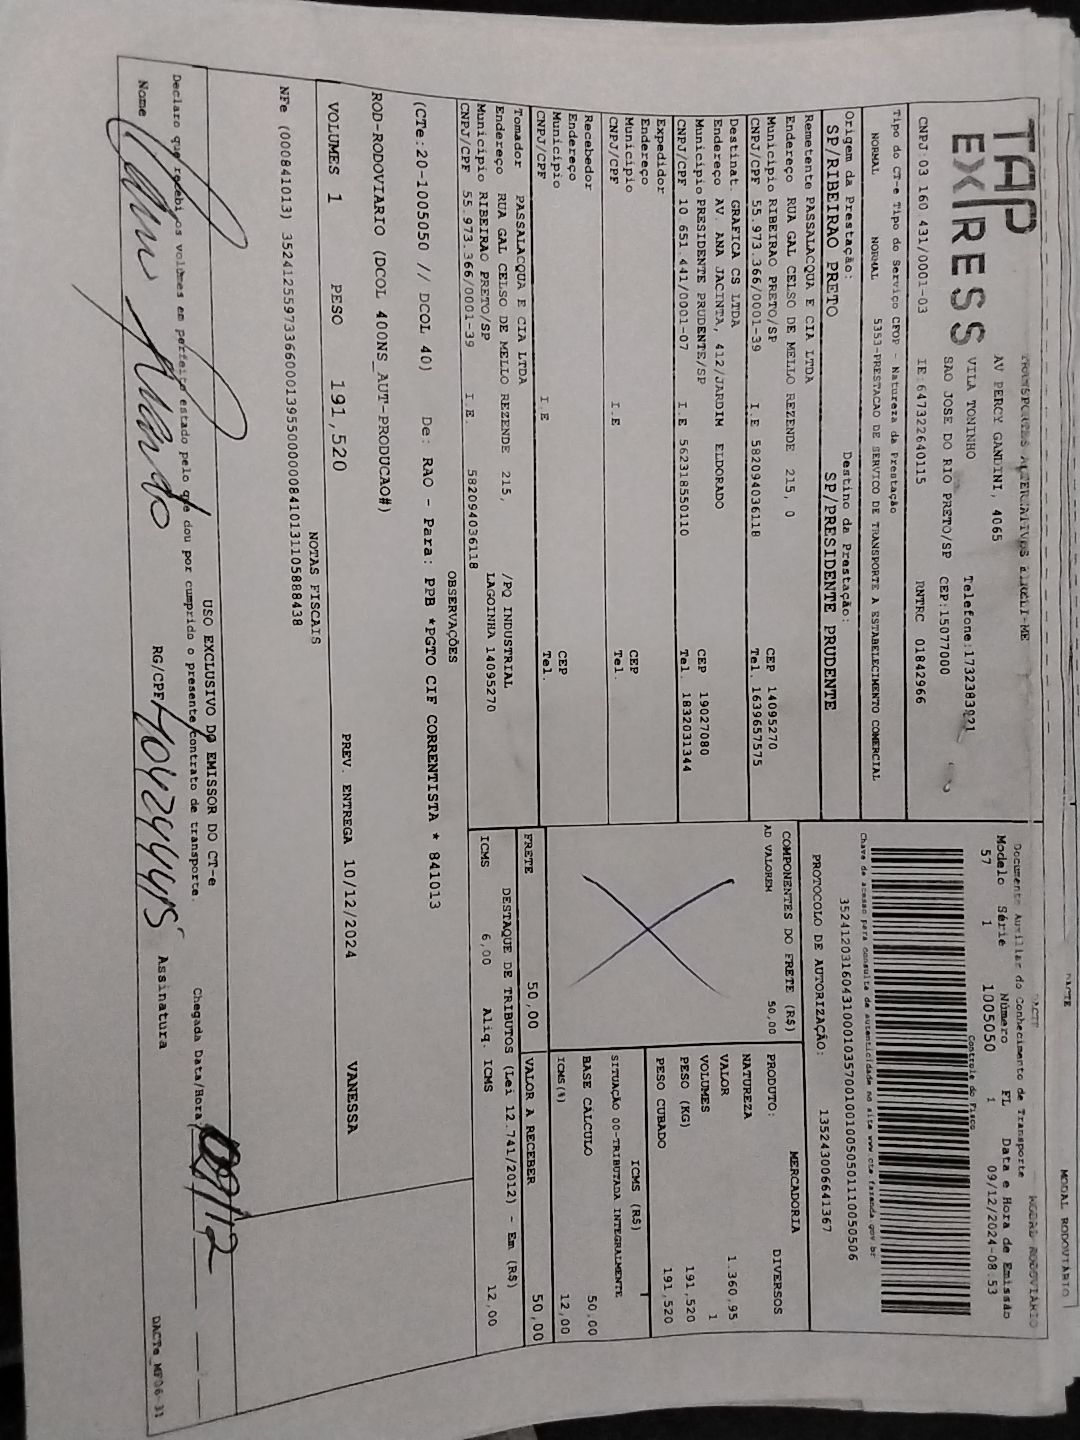 DACTE
MODAL RODOVIARIO
TAP
EXPRESS
TRANSPORTES ALTERNATIVOS EIRELI-ME
AV PERCY GANDINI, 4065
VILA TONINHO Telefone:1732383921
SAO JOSE DO RIO PRETO/SP CEP:15077000
CNPJ:03 160 431/0001-03 IE:647322640115 RNTRC 01842966
DACTE MODAL RODOVIARIO
Documento Auxiliar do Conhecimento de Transporte
Modelo Série Número FL Data e Hora de Emissão
57 1 1005050 1 09/12/2024-08.53
Controle do Fisco
Chave de acesso para consulta de autenticidade no site www.cte.fazenda.gov.br
PROTOCOLO DE AUTORIZAÇÃO: 135243006641367
Tipo do CT-e Tipo do Serviço CFOP - Natureza da Prestação
NORMAL NORMAL 5353-PRESTACAO DE SERVICO DE TRANSPORTE A ESTABELECIMENTO COMERCIAL
Origem da Prestação: Destino da Prestação:
SP/RIBEIRAO PRETO SP/PRESIDENTE PRUDENTE
Remetente PASSALACQUA E CIA LTDA
Endereço RUA GAL CELSO DE MELLO REZENDE 215, 0
Município RIBEIRAO PRETO/SP CEP 14095270
CNPJ/CPF 55.973.366/0001-39 I.E 582094036118 Tel. 1639657575
Destinat. GRAFICA CS LTDA
Endereço AV. ANA JACINTA, 412/JARDIM ELDORADO
Município PRESIDENTE PRUDENTE/SP CEP 19027080
CNPJ/CPF 10 651 441/0001-07 I.E 562318550110 Tel. 1832031344
Expedidor
Endereço
Município CEP
CNPJ/CPF I.E Tel.
Recebedor
Endereço
Município CEP
CNPJ/CPF I.E Tel.
Tomador PASSALACQUA E CIA LTDA
Endereço RUA GAL CELSO DE MELLO REZENDE 215, /PQ INDUSTRIAL
Município RIBEIRAO PRETO/SP LAGOINHA 14095270
CNPJ/CPF 55.973.366/0001-39 I.E. 582094036118
COMPONENTES DO FRETE (R$)
AD VALOREM 50,00
MERCADORIA
PRODUTO: DIVERSOS
NATUREZA
VALOR 1.360,95
VOLUMES 1
PESO (KG) 191,520
PESO CUBADO 191,520
ICMS (R$)
SITUAÇÃO 00-TRIBUTADA INTEGRALMENTE
BASE CALCULO 50,00
ICMS(%) 12,00
FRETE 50,00 VALOR A RECEBER 50,00
DESTAQUE DE TRIBUTOS (Lei 12.741/2012) - Em (R$)
ICMS 6,00 Aliq. ICMS 12,00
OBSERVAÇÕES
(CTe:20-1005050 // DCOL 40) De: RAO - Para: PPB *PGTO CIF CORRENTISTA * 841013
ROD-RODOVIARIO (DCOL 400NS_AUT-PRODUCAO#)
VOLUMES 1 PESO 191,520 PREV. ENTREGA 10/12/2024 VANESSA
NOTAS FISCAIS
NFe (000841013) 35241255973366000139550000008410131105888438
USO EXCLUSIVO DO EMISSOR DO CT-e
Declaro que recebi os volumes em perfeito estado pelo que dou por cumprido o presente contrato de transporte.
Chegada Data/Hora 09/12
Nome RG/CPF Assinatura
DACTe_MF06-31